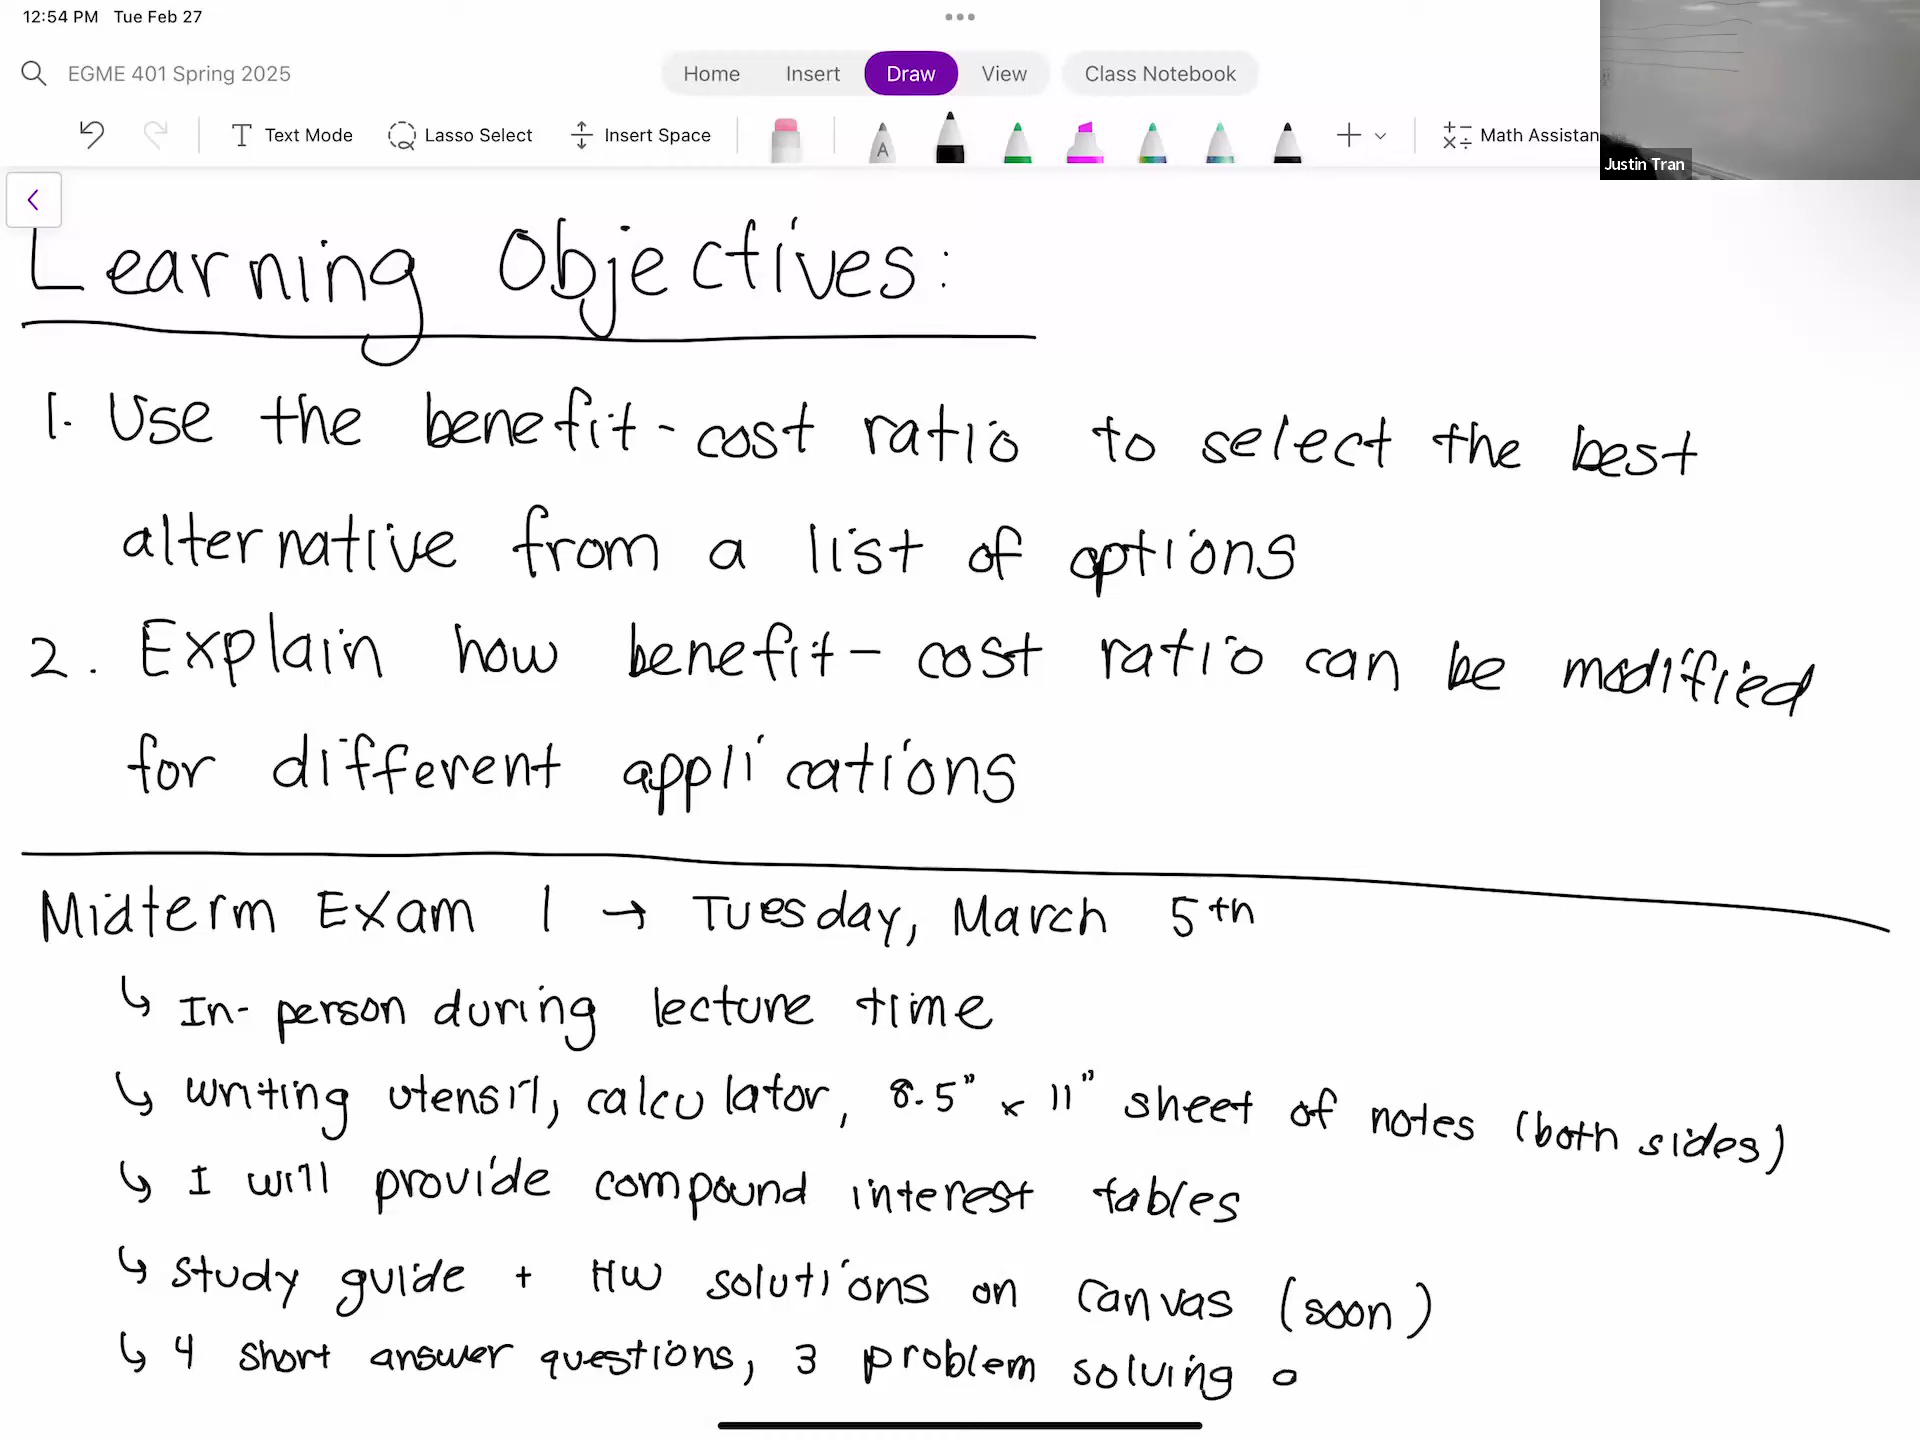 12:54 PM Tue Feb 27
EGME 401 Spring 2025
Home Insert Draw View Class Notebook
Text Mode Lasso Select Insert Space A Math Assistan
Justin Tran
Learning Objectives:
1. Use the benefit-cost ratio to select the best
alternative from a list of options
2. Explain how benefit-cost ratio can be modified
for different applications
Midterm Exam 1 → Tuesday, March 5th
↳ In-person during lecture time
↳ writing utensil, calculator, 8.5" x 11" sheet of notes (both sides)
↳ I will provide compound interest tables
↳ study guide + HW solutions on Canvas (soon)
↳ 4 short answer questions, 3 problem solving